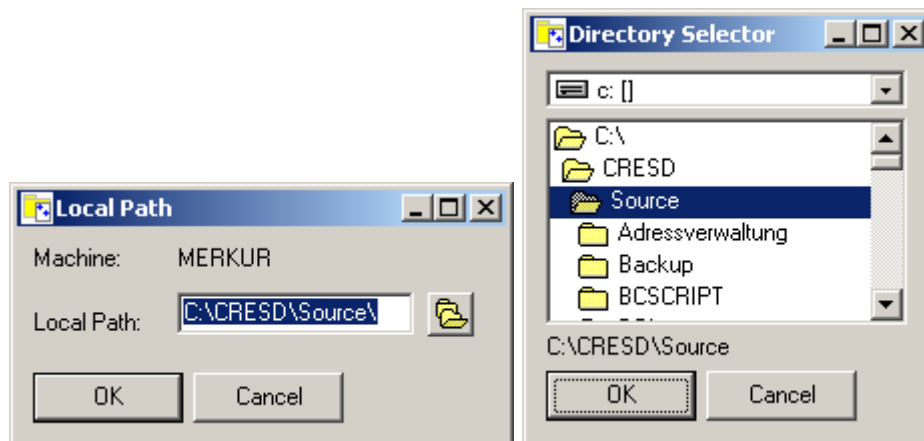 Local Path
Machine: MERKUR
Local Path: C:\CRESD\Source\
OK Cancel
Directory Selector
c: []
C:\
CRESD
Source
Adressverwaltung
Backup
BCSCRIPT
C:\CRESD\Source
OK Cancel